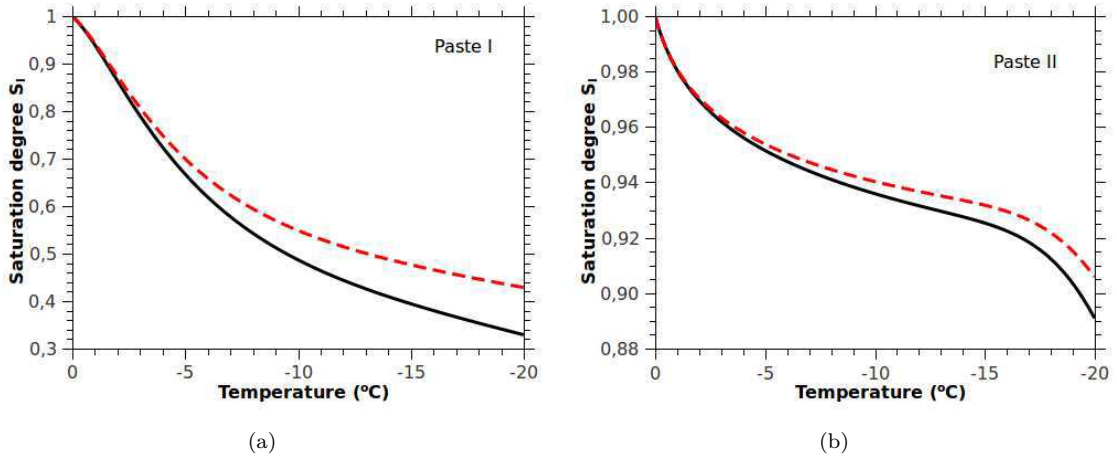 Paste I
Saturation degree Sl
1
0,9
0,8
0,7
0,6
0,5
0,4
0,3
0 -5 -10 -15 -20
Temperature (ºC)
(a)
Paste II
Saturation degree Sl
1,00
0,98
0,96
0,94
0,92
0,90
0,88
0 -5 -10 -15 -20
Temperature (ºC)
(b)